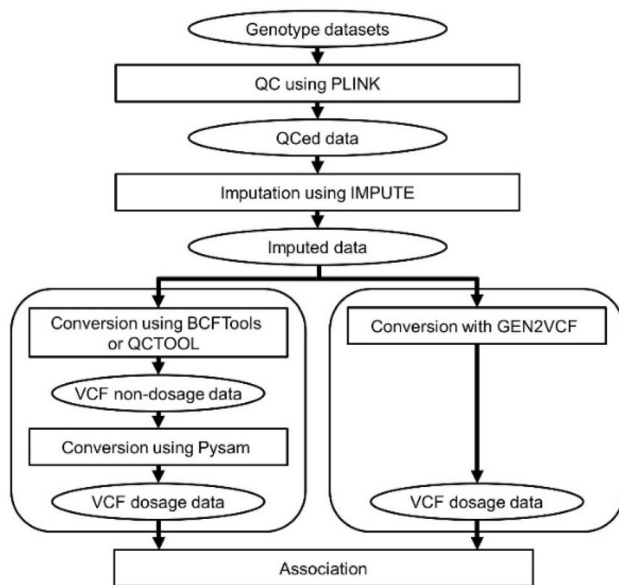 Genotype datasets
QC using PLINK
QCed data
Imputation using IMPUTE
Imputed data
Conversion using BCFTools
or QCTOOL
VCF non-dosage data
Conversion using Pysam
VCF dosage data
Conversion with GEN2VCF
VCF dosage data
Association